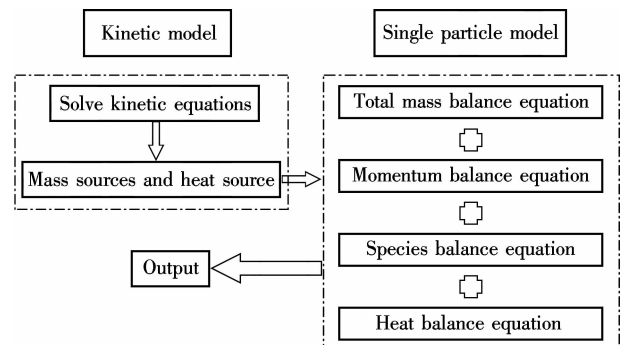 Kinetic model
Single particle model
Solve kinetic equations
Mass sources and heat source
Total mass balance equation
Momentum balance equation
Species balance equation
Heat balance equation
Output